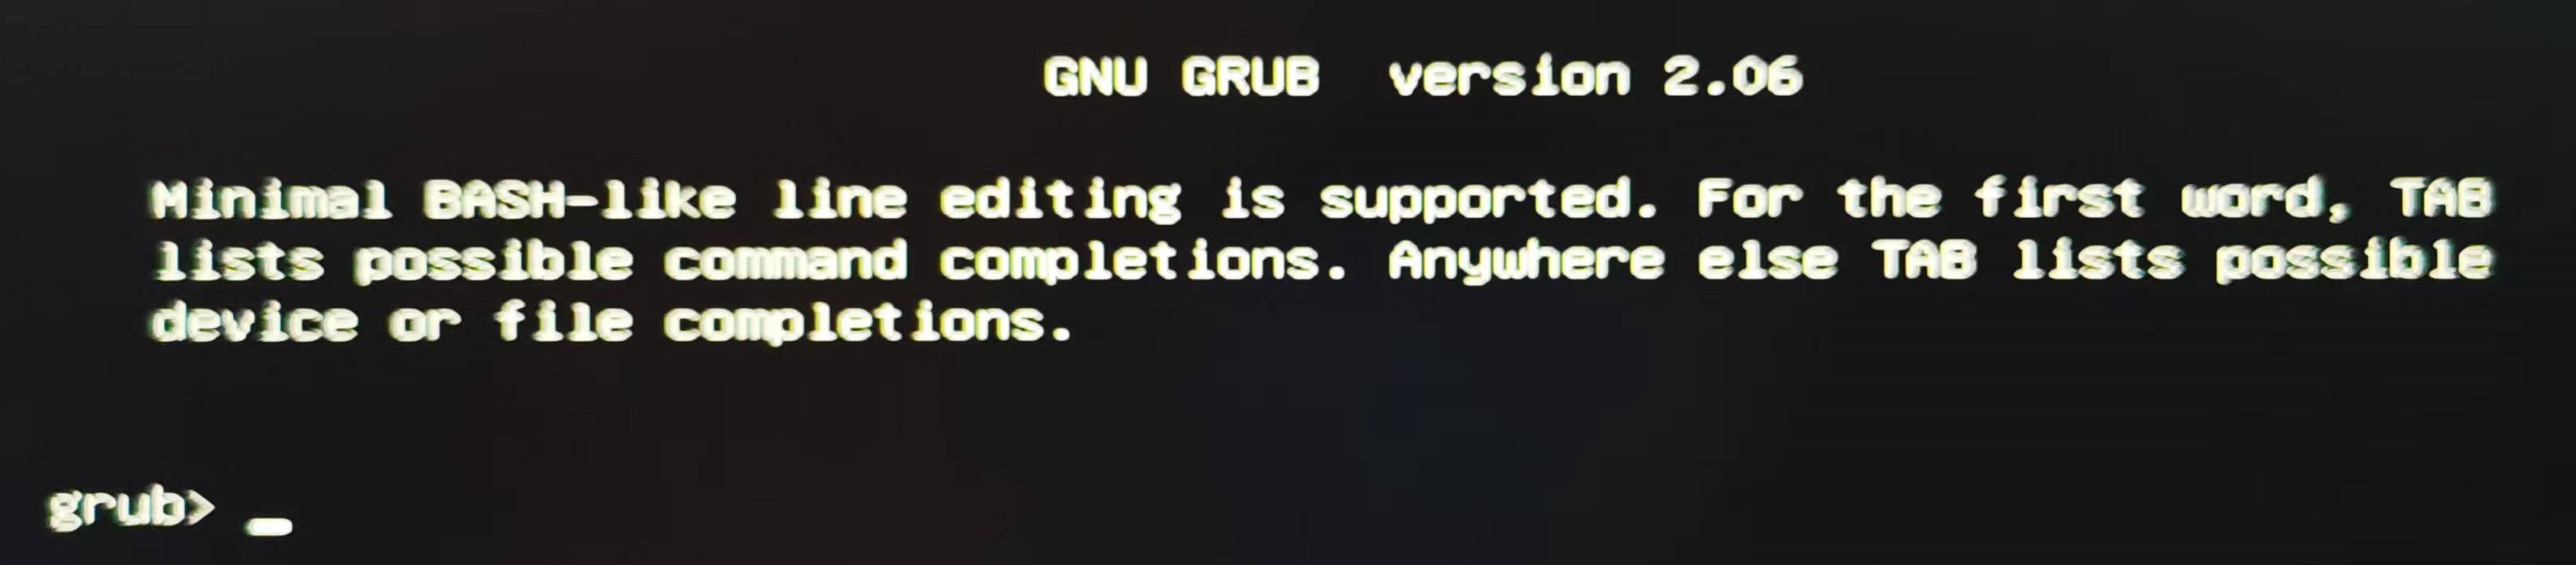 GNU GRUB  version 2.06
Minimal BASH-like line editing is supported. For the first word, TAB
lists possible command completions. Anywhere else TAB lists possible
device or file completions.
grub> _